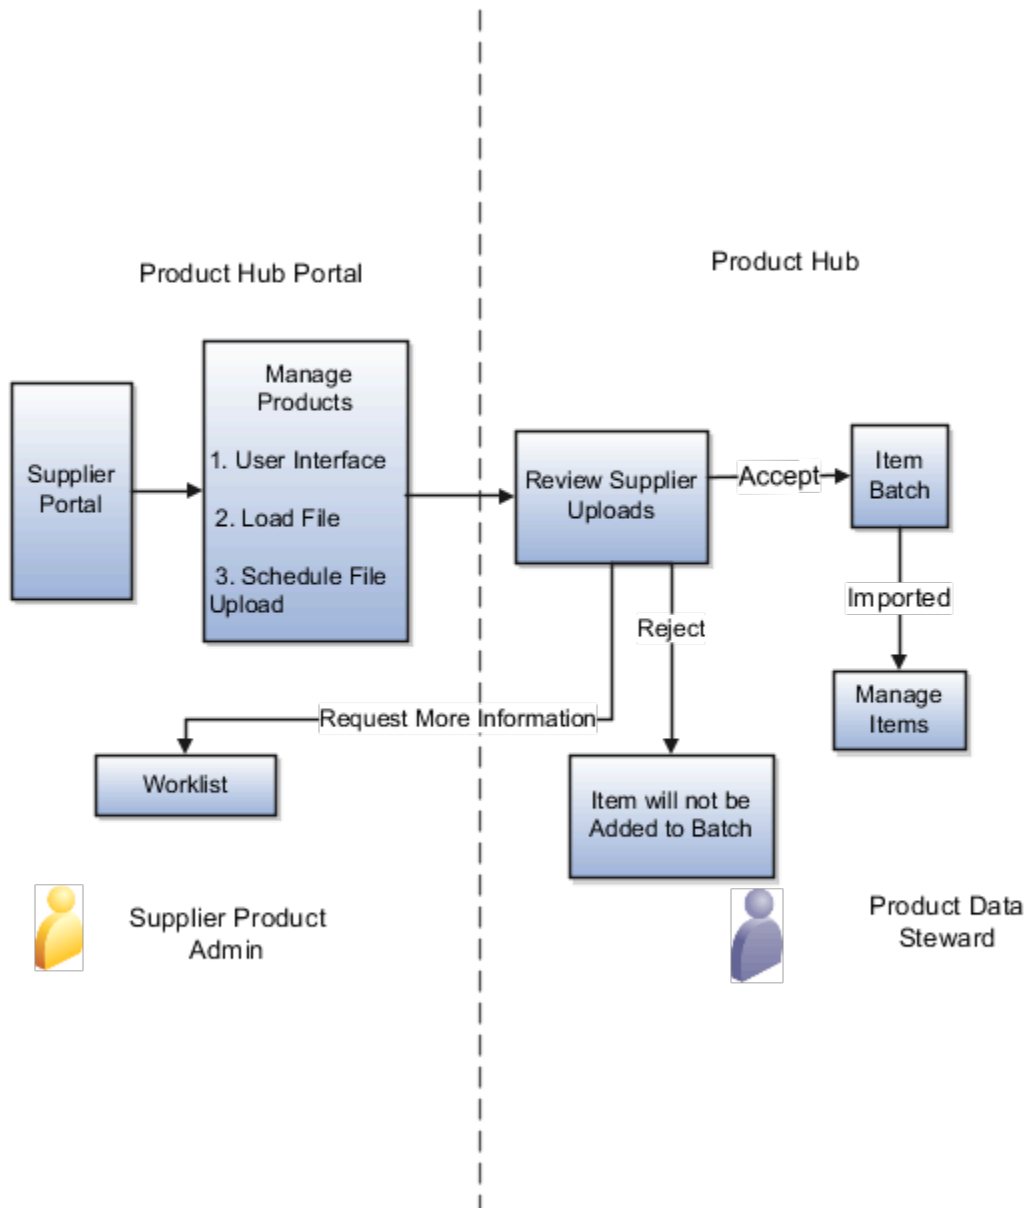 Product Hub Portal
Product Hub
Supplier
Portal
Manage
Products
1. User Interface
2. Load File
3. Schedule File
Upload
Review Supplier
Uploads
Accept
Item
Batch
Imported
Manage
Items
Reject
Request More Information
Worklist
Item will not be
Added to Batch
Supplier Product
Admin
Product Data
Steward